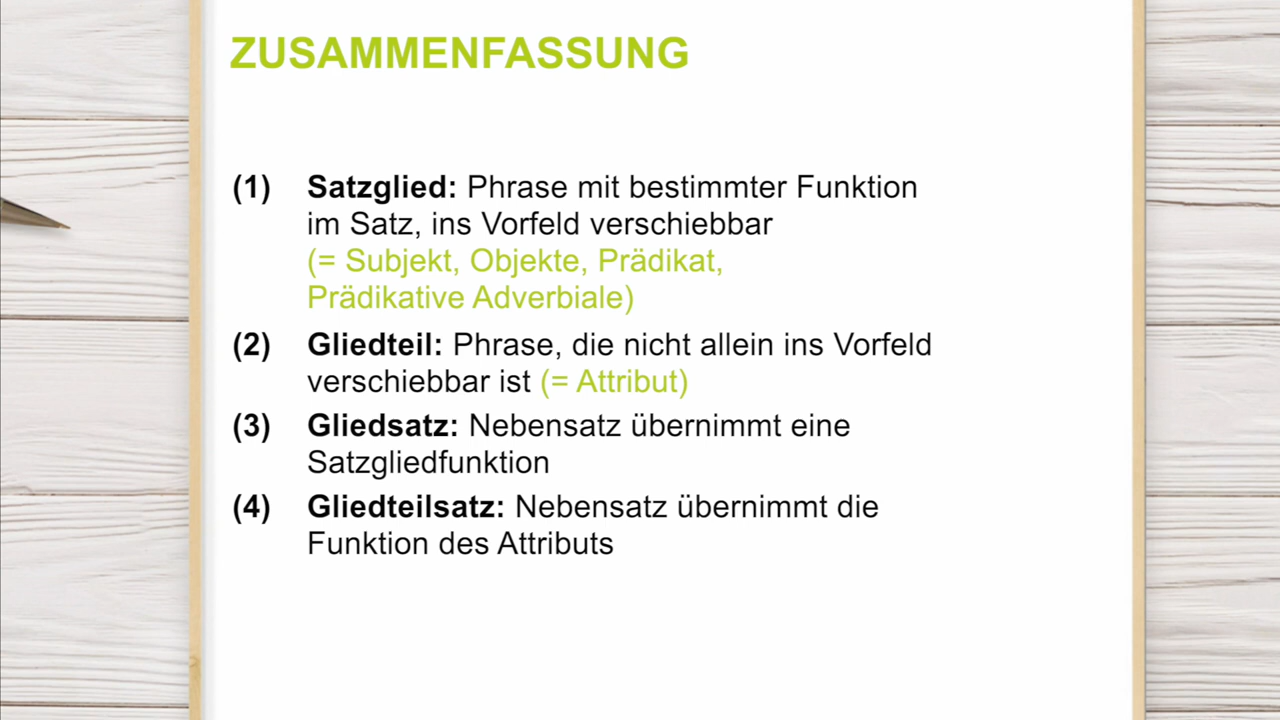 ZUSAMMENFASSUNG
(1) Satzglied: Phrase mit bestimmter Funktion
im Satz, ins Vorfeld verschiebbar
(= Subjekt, Objekte, Prädikat,
Prädikative Adverbiale)
(2) Gliedteil: Phrase, die nicht allein ins Vorfeld
verschiebbar ist (= Attribut)
(3) Gliedsatz: Nebensatz übernimmt eine
Satzgliedfunktion
(4) Gliedteilsatz: Nebensatz übernimmt die
Funktion des Attributs